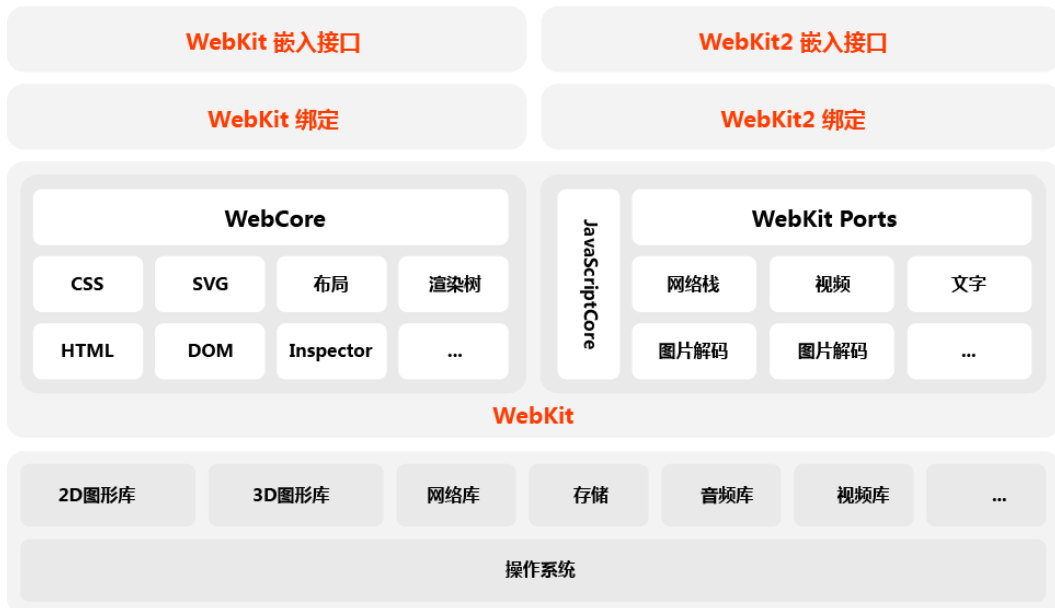 WebKit 嵌入接口
WebKit2 嵌入接口
WebKit 绑定
WebKit2 绑定
WebCore
CSS
SVG
布局
渲染树
HTML
DOM
Inspector
...
JavaScriptCore
WebKit Ports
网络栈
视频
文字
图片解码
图片解码
...
WebKit
2D图形库
3D图形库
网络库
存储
音频库
视频库
...
操作系统